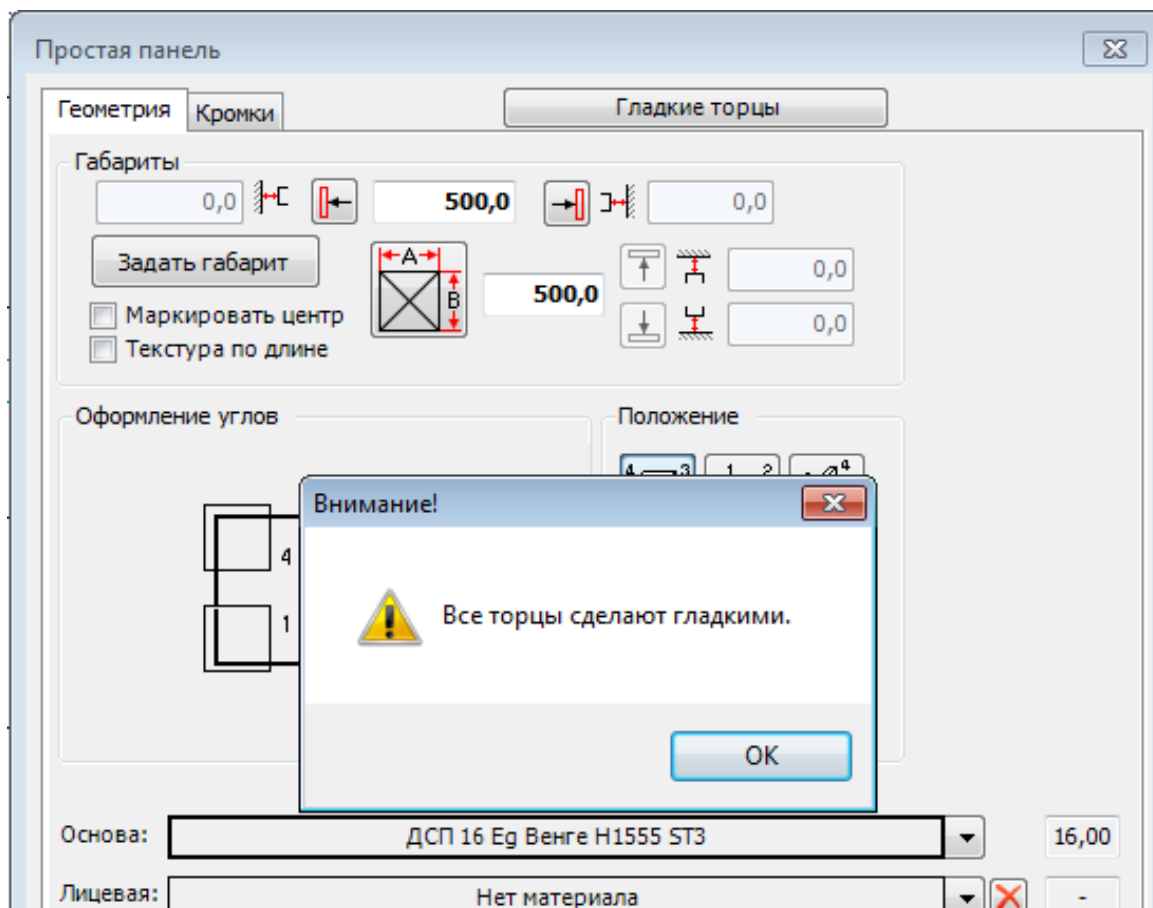 Простая панель
Геометрия Кромки Гладкие торцы
Габариты
0,0 500,0 0,0
Задать габарит A B 500,0 0,0
Маркировать центр 0,0
Текстура по длине
Оформление углов Положение
4 3 1 2 4
Внимание!
4
Все торцы сделают гладкими.
1
OK
Основа: ДСП 16 Eg Венге H1555 ST3 16,00
Лицевая: Нет материала -